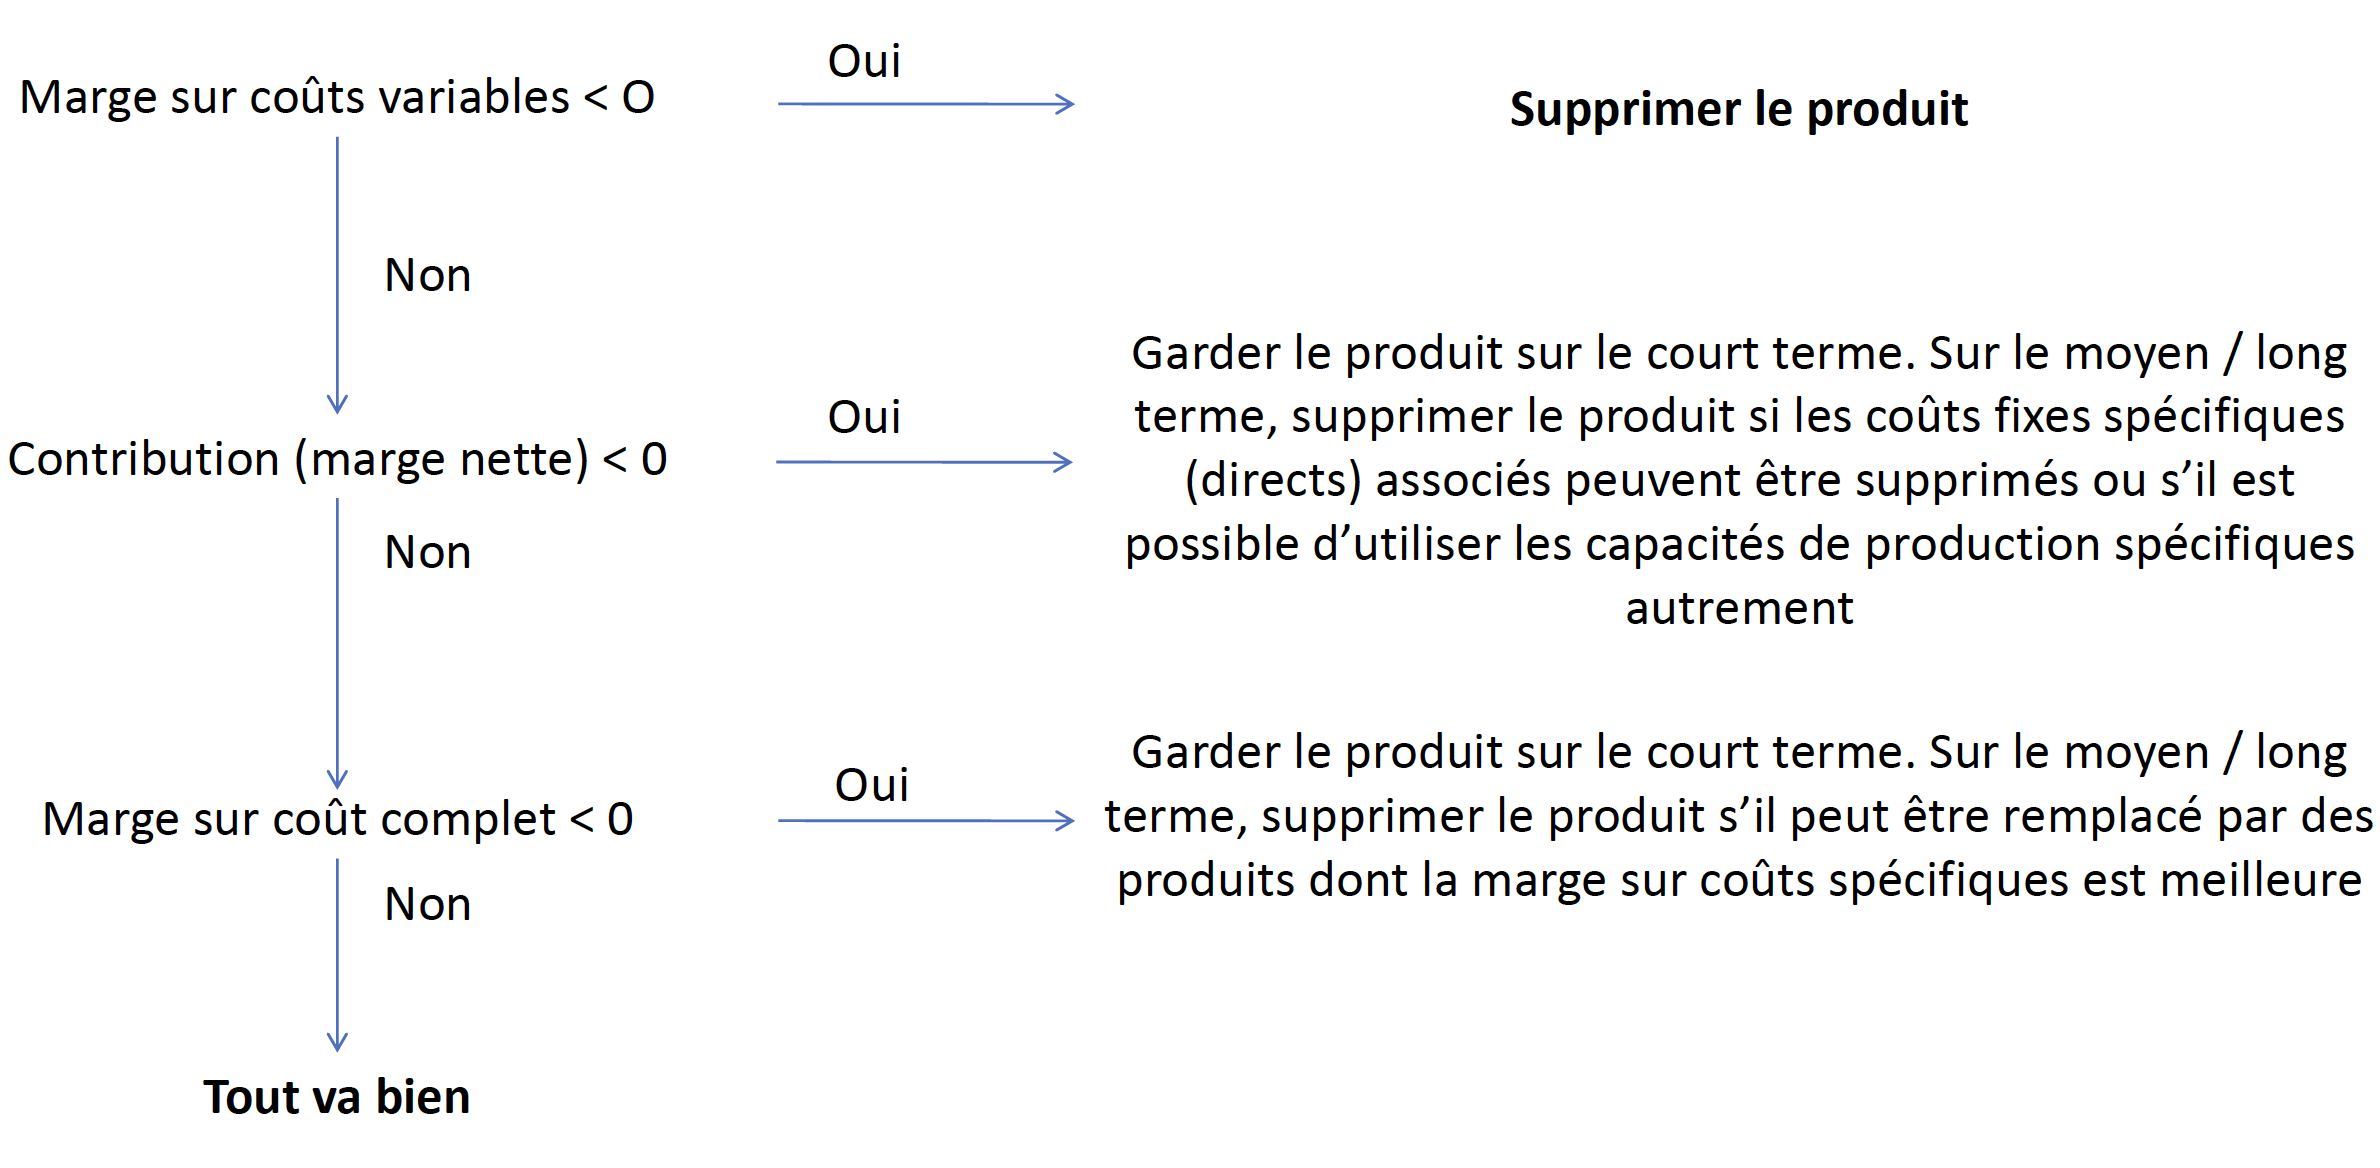 Marge sur coûts variables < O
Oui
Supprimer le produit
Non
Contribution (marge nette) < 0
Oui
Garder le produit sur le court terme. Sur le moyen / long
terme, supprimer le produit si les coûts fixes spécifiques
(directs) associés peuvent être supprimés ou s’il est
possible d’utiliser les capacités de production spécifiques
autrement
Non
Marge sur coût complet < 0
Oui
Garder le produit sur le court terme. Sur le moyen / long
terme, supprimer le produit s’il peut être remplacé par des
produits dont la marge sur coûts spécifiques est meilleure
Non
Tout va bien